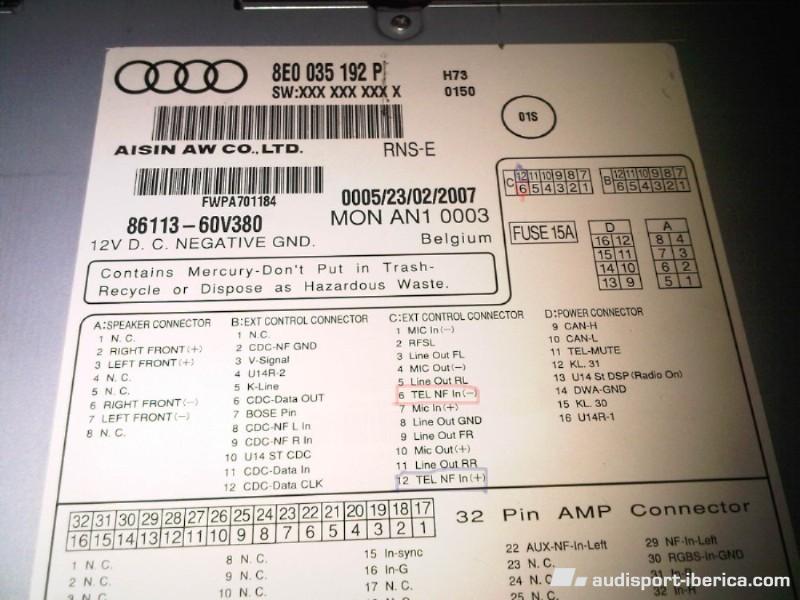 8E0 035 192 P
H73
SW:XXX XXX XXX X
0150
01S
AISIN AW CO.,LTD.
RNS-E
FWPA701184
0005/23/02/2007
86113-60V380
MON AN1 0003
12V D. C. NEGATIVE GND.
Belgium
Contains Mercury-Don't Put in Trash-
Recycle or Dispose as Hazardous Waste.
C
12 11 10 9 8 7
6 5 4 3 2 1
B
12 11 10 9 8 7
6 5 4 3 2 1
FUSE 15A
D
16 12
15 11
14 10
13 9
A
8 4
7 3
6 2
5 1
A:SPEAKER CONNECTOR
1 N. C.
2 RIGHT FRONT(+)
3 LEFT FRONT(+)
4 N. C.
5 N. C.
6 RIGHT FRONT(-)
7 LEFT FRONT(-)
8 N. C.
B:EXT CONTROL CONNECTOR
1 N.C.
2 CDC-NF GND
3 V-Signal
4 U14R-2
5 K-Line
6 CDC-Data OUT
7 BOSE Pin
8 CDC-NF L In
9 CDC-NF R In
10 U14 ST CDC
11 CDC-Data In
12 CDC-Data CLK
C:EXT CONTROL CONNECTOR
1 MIC In(-)
2 RFSL
3 Line Out FL
4 MIC Out(-)
5 Line Out RL
6 TEL NF In(-)
7 Mic In(+)
8 Line Out GND
9 Line Out FR
10 Mic Out(+)
11 Line Out RR
12 TEL NF In(+)
D:POWER CONNECTOR
9 CAN-H
10 CAN-L
11 TEL-MUTE
12 KL. 31
13 U14 St DSP (Radio On)
14 DWA-GND
15 KL. 30
16 U14R-1
32 31 30 29 28 27 26 25 24 23 22 21 20 19 18 17
16 15 14 13 12 11 10 9 8 7 6 5 4 3 2 1
32 Pin AMP Connector
1 N. C.
2 N. C.
3 N. C.
8 N. C.
9 N. C.
10 N. C.
15 In-sync
16 In-G
17 N. C.
22 AUX-NF-In-Left
23 N. C.
24 N.
25 N.
29 NF-In-Left
30 RGBS-In-GND
31
32
audisport-iberica.com